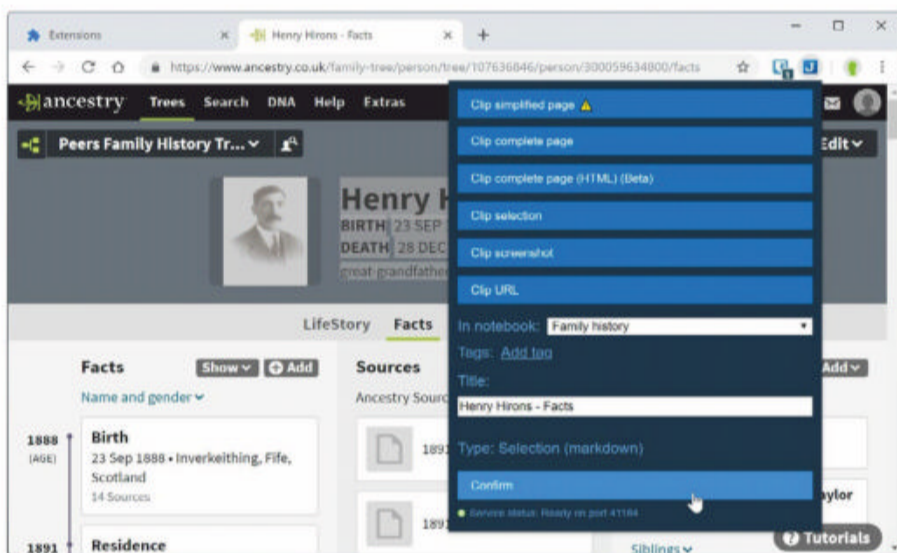 Extensions
Henry Hirons - Facts
https://www.ancestry.co.uk/family-tree/person/tree/107636846/person/300059634800/facts
ancestry Trees Search DNA Help Extras
Peers Family History Tr...
Edit
Henry H
BIRTH 23 SEP
DEATH 28 DEC
great-grandfather
LifeStory Facts
Facts
Show
Add
Name and gender
1888
(AGE)
Birth
23 Sep 1888 • Inverkeithing, Fife,
Scotland
14 Sources
1891
Residence
Sources
Ancestry Sourc
1891
1891
Clip simplified page
Clip complete page
Clip complete page (HTML) (Beta)
Clip selection
Clip screenshot
Clip URL
In notebook: Family history
Tags: Add tag
Title:
Henry Hirons - Facts
Type: Selection (markdown)
Confirm
Service status: Ready on port 41184
Add
aylor
Siblings
? Tutorials